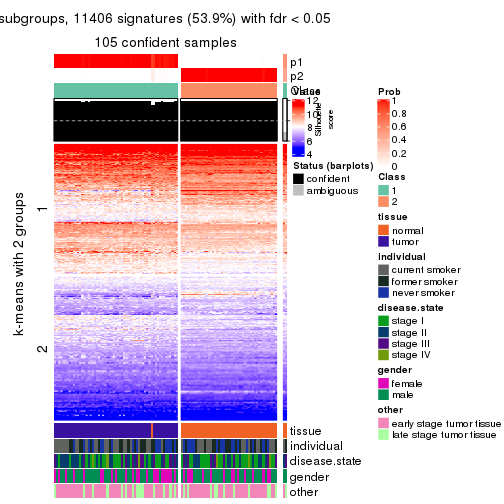 subgroups, 11406 signatures (53.9%) with fdr < 0.05
105 confident samples
p1
p2
Class
Silhouette
score
k-means with 2 groups
1
2
tissue
individual
disease.state
gender
other
Value
12
10
8
6
4
Status (barplots)
confident
ambiguous
Prob
1
0.8
0.6
0.4
0.2
0
Class
1
2
tissue
normal
tumor
individual
current smoker
former smoker
never smoker
disease.state
stage I
stage II
stage III
stage IV
gender
female
male
other
early stage tumor tissue
late stage tumor tissue